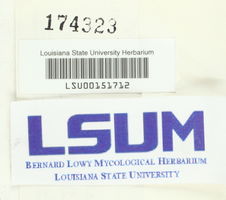 174323
Louisiana State University Herbarium
LSU00151712
LSUM
BERNARD LOWY MYCOLOGICAL HERBARIUM
LOUISIANA STATE UNIVERSITY